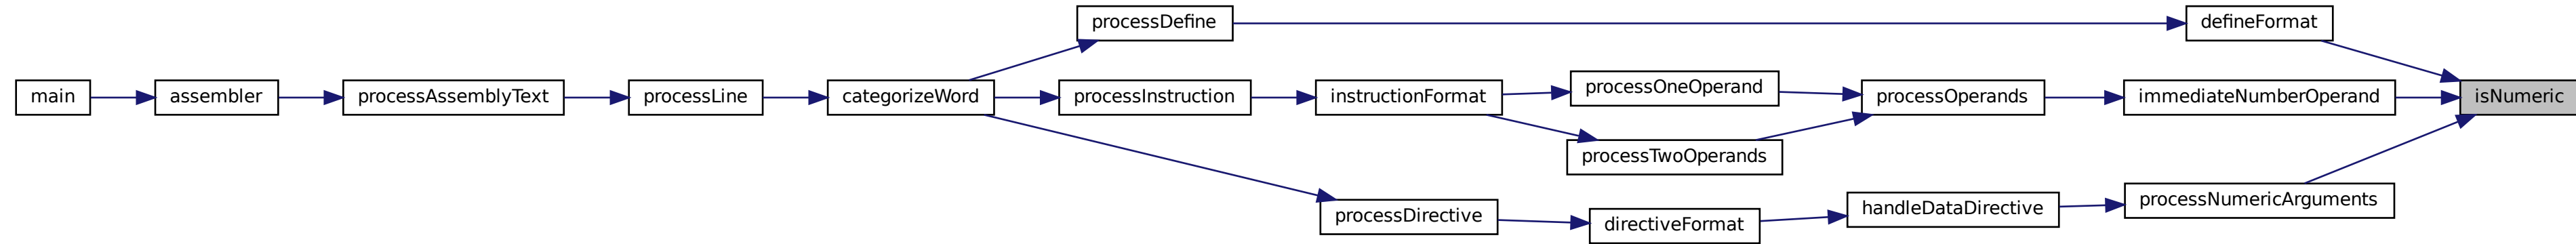 main
assembler
processAssemblyText
processLine
categorizeWord
processDefine
defineFormat
processInstruction
instructionFormat
processOneOperand
processTwoOperands
processOperands
immediateNumberOperand
isNumeric
processDirective
directiveFormat
handleDataDirective
processNumericArguments